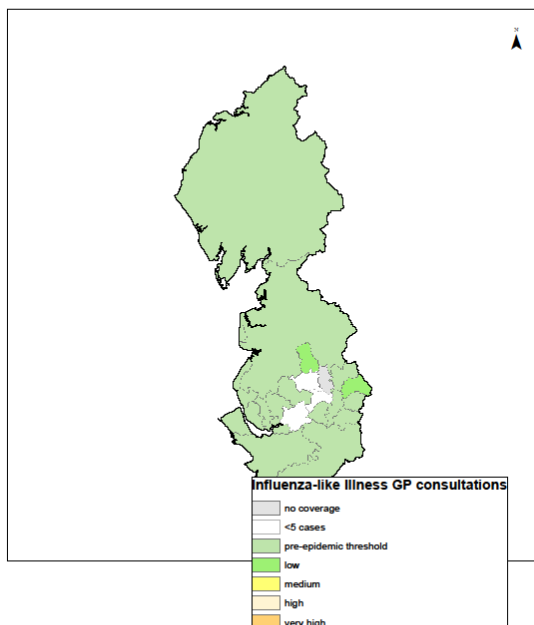 N
Influenza-like Illness GP consultations
no coverage
<5 cases
pre-epidemic threshold
low
medium
high
very high